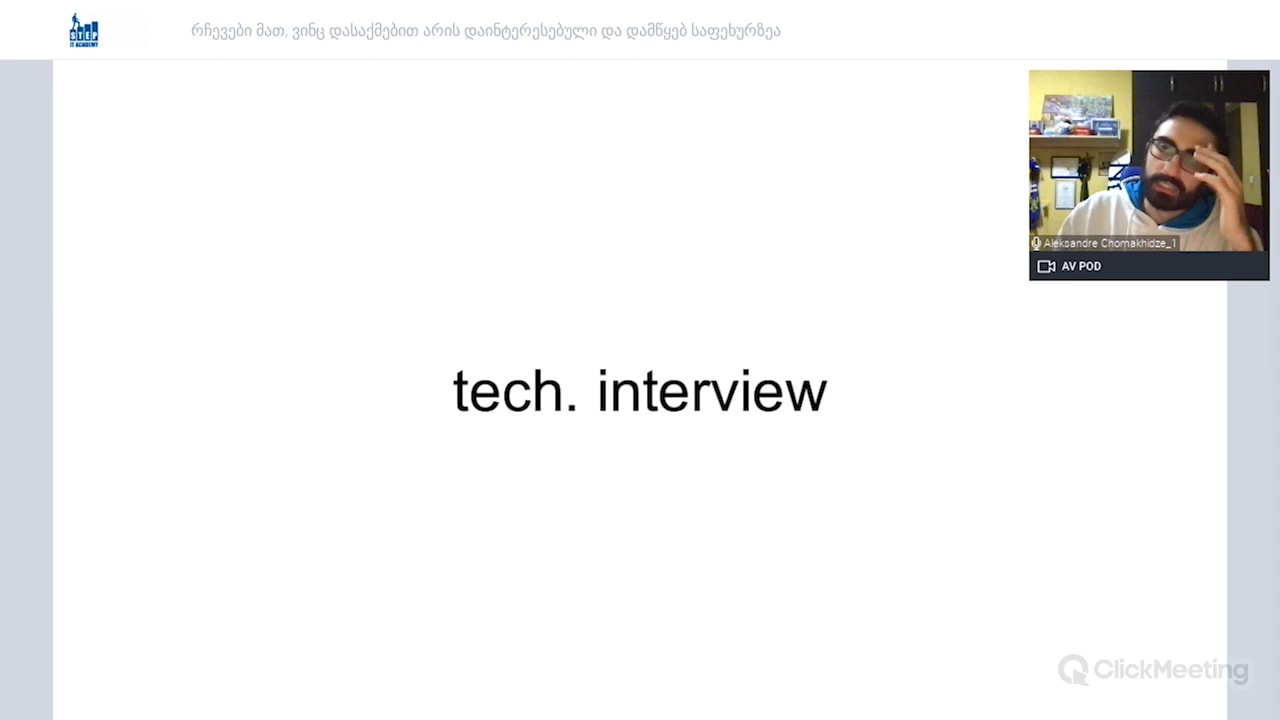 STEP
IT ACADEMY
რჩევები მათ, ვინც დასაქმებით არის დაინტერესებული და დამწყებ საფეხურზეა
Aleksandre Chomakhidze_1
AV POD
tech. interview
ClickMeeting